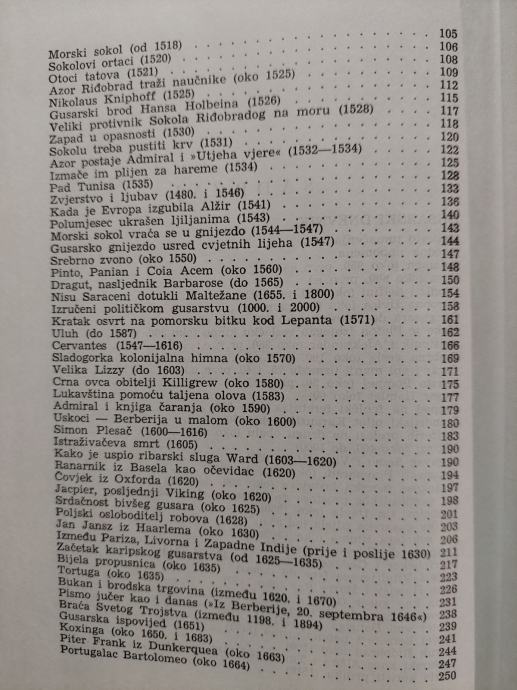 Morski sokol (od 1518) 105
Sokolovi ortaci (1520) 106
Otoci tatova (1521) 108
Azor Riđobrad traži naučnike (oko 1525) 109
Nikolaus Kniphoff (1525) 112
Gusarski brod Hansa Holbeina (1526) 115
Veliki protivnik Sokola Riđobradog na moru (1528) 117
Zapad u opasnosti (1530) 118
Sokolu treba pustiti krv (1531) 120
Azor postaje Admiral i »Utjeha vjere« (1532—1534) 122
Izmače im plijen za hareme (1534) 125
Pad Tunisa (1535) 128
Zvjerstvo i ljubav (1480. i 1546) 133
Kada je Evropa izgubila Alžir (1541) 136
Polumjesec ukrašen ljiljanima (1543) 140
Morski sokol vraća se u gnijezdo (1544—1547) 143
Gusarsko gnijezdo usred cvjetnih lijeha (1547) 144
Srebrno zvono (oko 1550) 147
Pinto, Panian i Coia Acem (oko 1560) 148
Dragut, nasljednik Barbarose (do 1565) 150
Nisu Saraceni dotukli Maltežane (1655. i 1800) 154
Izručeni političkom gusarstvu (1000. i 2000) 158
Kratak osvrt na pomorsku bitku kod Lepanta (1571) 161
Uluh (do 1587) 162
Cervantes (1547—1616) 166
Sladogorka kolonijalna himna (oko 1570) 169
Velika Lizzy (do 1603) 171
Crna ovca obitelji Killigrew (oko 1580) 175
Lukavština pomoću taljena olova (1583) 177
Admiral i knjiga čaranja (oko 1590) 179
Uskoci — Berberija u malom (oko 1600) 180
Simon Plesač (1600—1616) 183
Istraživačeva smrt (1605) 190
Kako je uspio ribarski sluga Ward (1603—1620) 190
Ranarnik iz Basela kao očevidac (1620) 194
Čovjek iz Oxforda (1620) 197
Jacpier, posljednji Viking (oko 1620) 198
Srdačnost bivšeg gusara (oko 1625) 201
Poljski osloboditelj robova (1628) 203
Jan Jansz iz Haarlema (oko 1630) 206
Između Pariza, Livorna i Zapadne Indije (prije i poslije 1630) 211
Začetak karipskog gusarstva (od 1625—1635) 217
Bijela propusnica (oko 1635) 223
Tortuga (oko 1635) 226
Bukan i brodska trgovina (između 1620. i 1670) 231
Pismo jučer kao i danas (»Iz Berberije, 20. septembra 1646«) 238
Braća Svetog Trojstva (između 1198. i 1894) 239
Gusarska ispovijed (1651) 241
Koxinga (oko 1650. i 1683) 244
Piter Frank iz Dunkerquea (oko 1663) 247
Portugalac Bartolomeo (oko 1664) 250